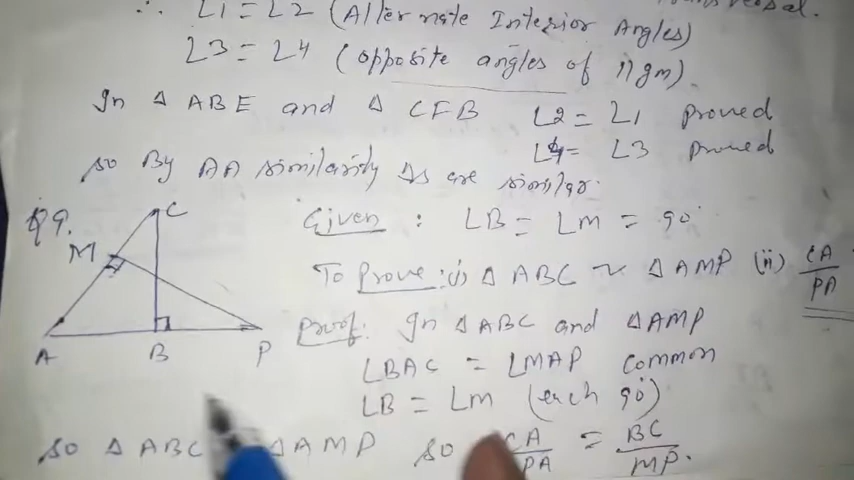 ∴ ∠1 = ∠2 (Alternate Interior Angles)
∠3 = ∠4 (opposite angles of ||gm).
In Δ ABE and Δ CFB ∠2 = ∠1 proved
∠4 = ∠3 proved
so By AA similarity Δs are similar.
Q9.
C
M
A B P
Given : ∠B = ∠M = 90°
To Prove : (i) Δ ABC ~ Δ AMP (ii) CA/PA
Proof: In Δ ABC and Δ AMP
∠BAC = ∠MAP common
∠B = ∠M (each 90°)
so Δ ABC Δ AMP so CA/PA = BC/MP.